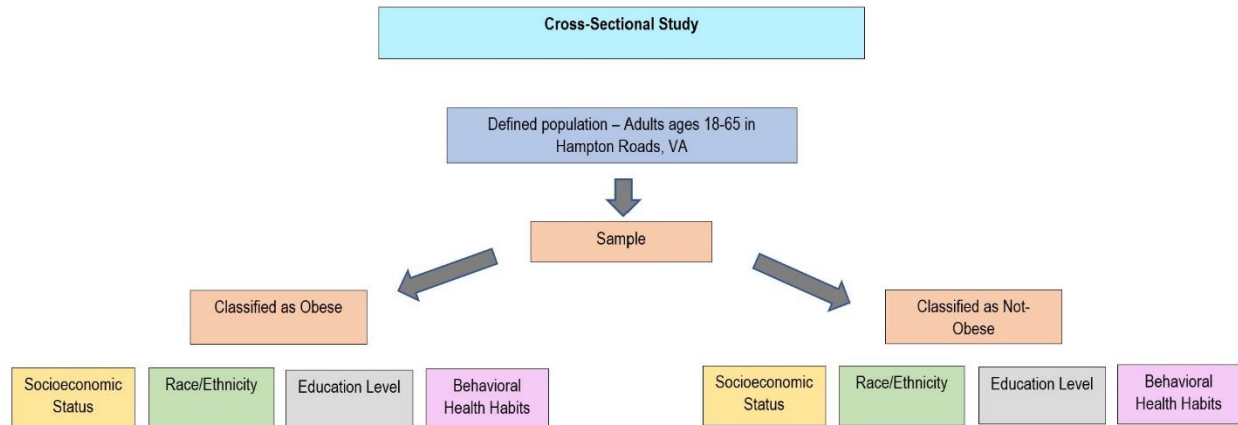 Cross-Sectional Study
Defined population – Adults ages 18-65 in
Hampton Roads, VA
Sample
Classified as Obese
Classified as Not-
Obese
Socioeconomic
Status
Race/Ethnicity
Education Level
Behavioral
Health Habits
Socioeconomic
Status
Race/Ethnicity
Education Level
Behavioral
Health Habits